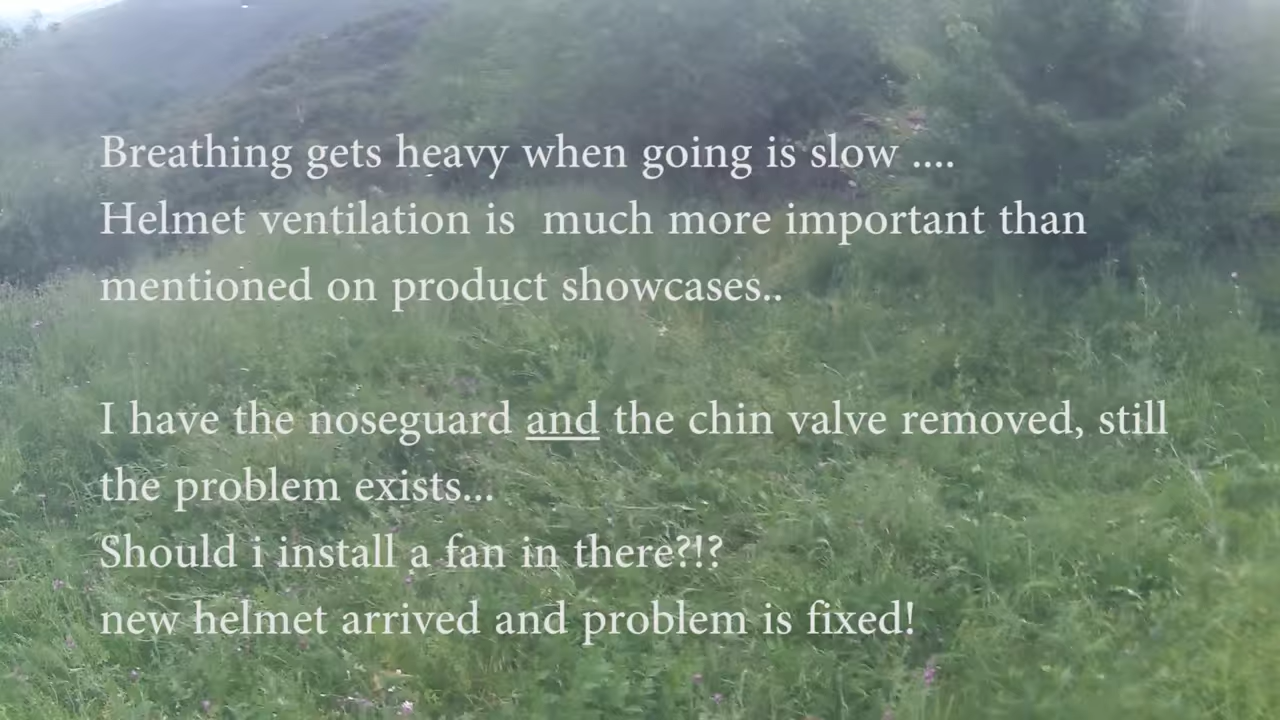 Breathing gets heavy when going is slow ....
Helmet ventilation is  much more important than
mentioned on product showcases..
I have the noseguard and the chin valve removed, still
the problem exists...
Should i install a fan in there?!?
new helmet arrived and problem is fixed!